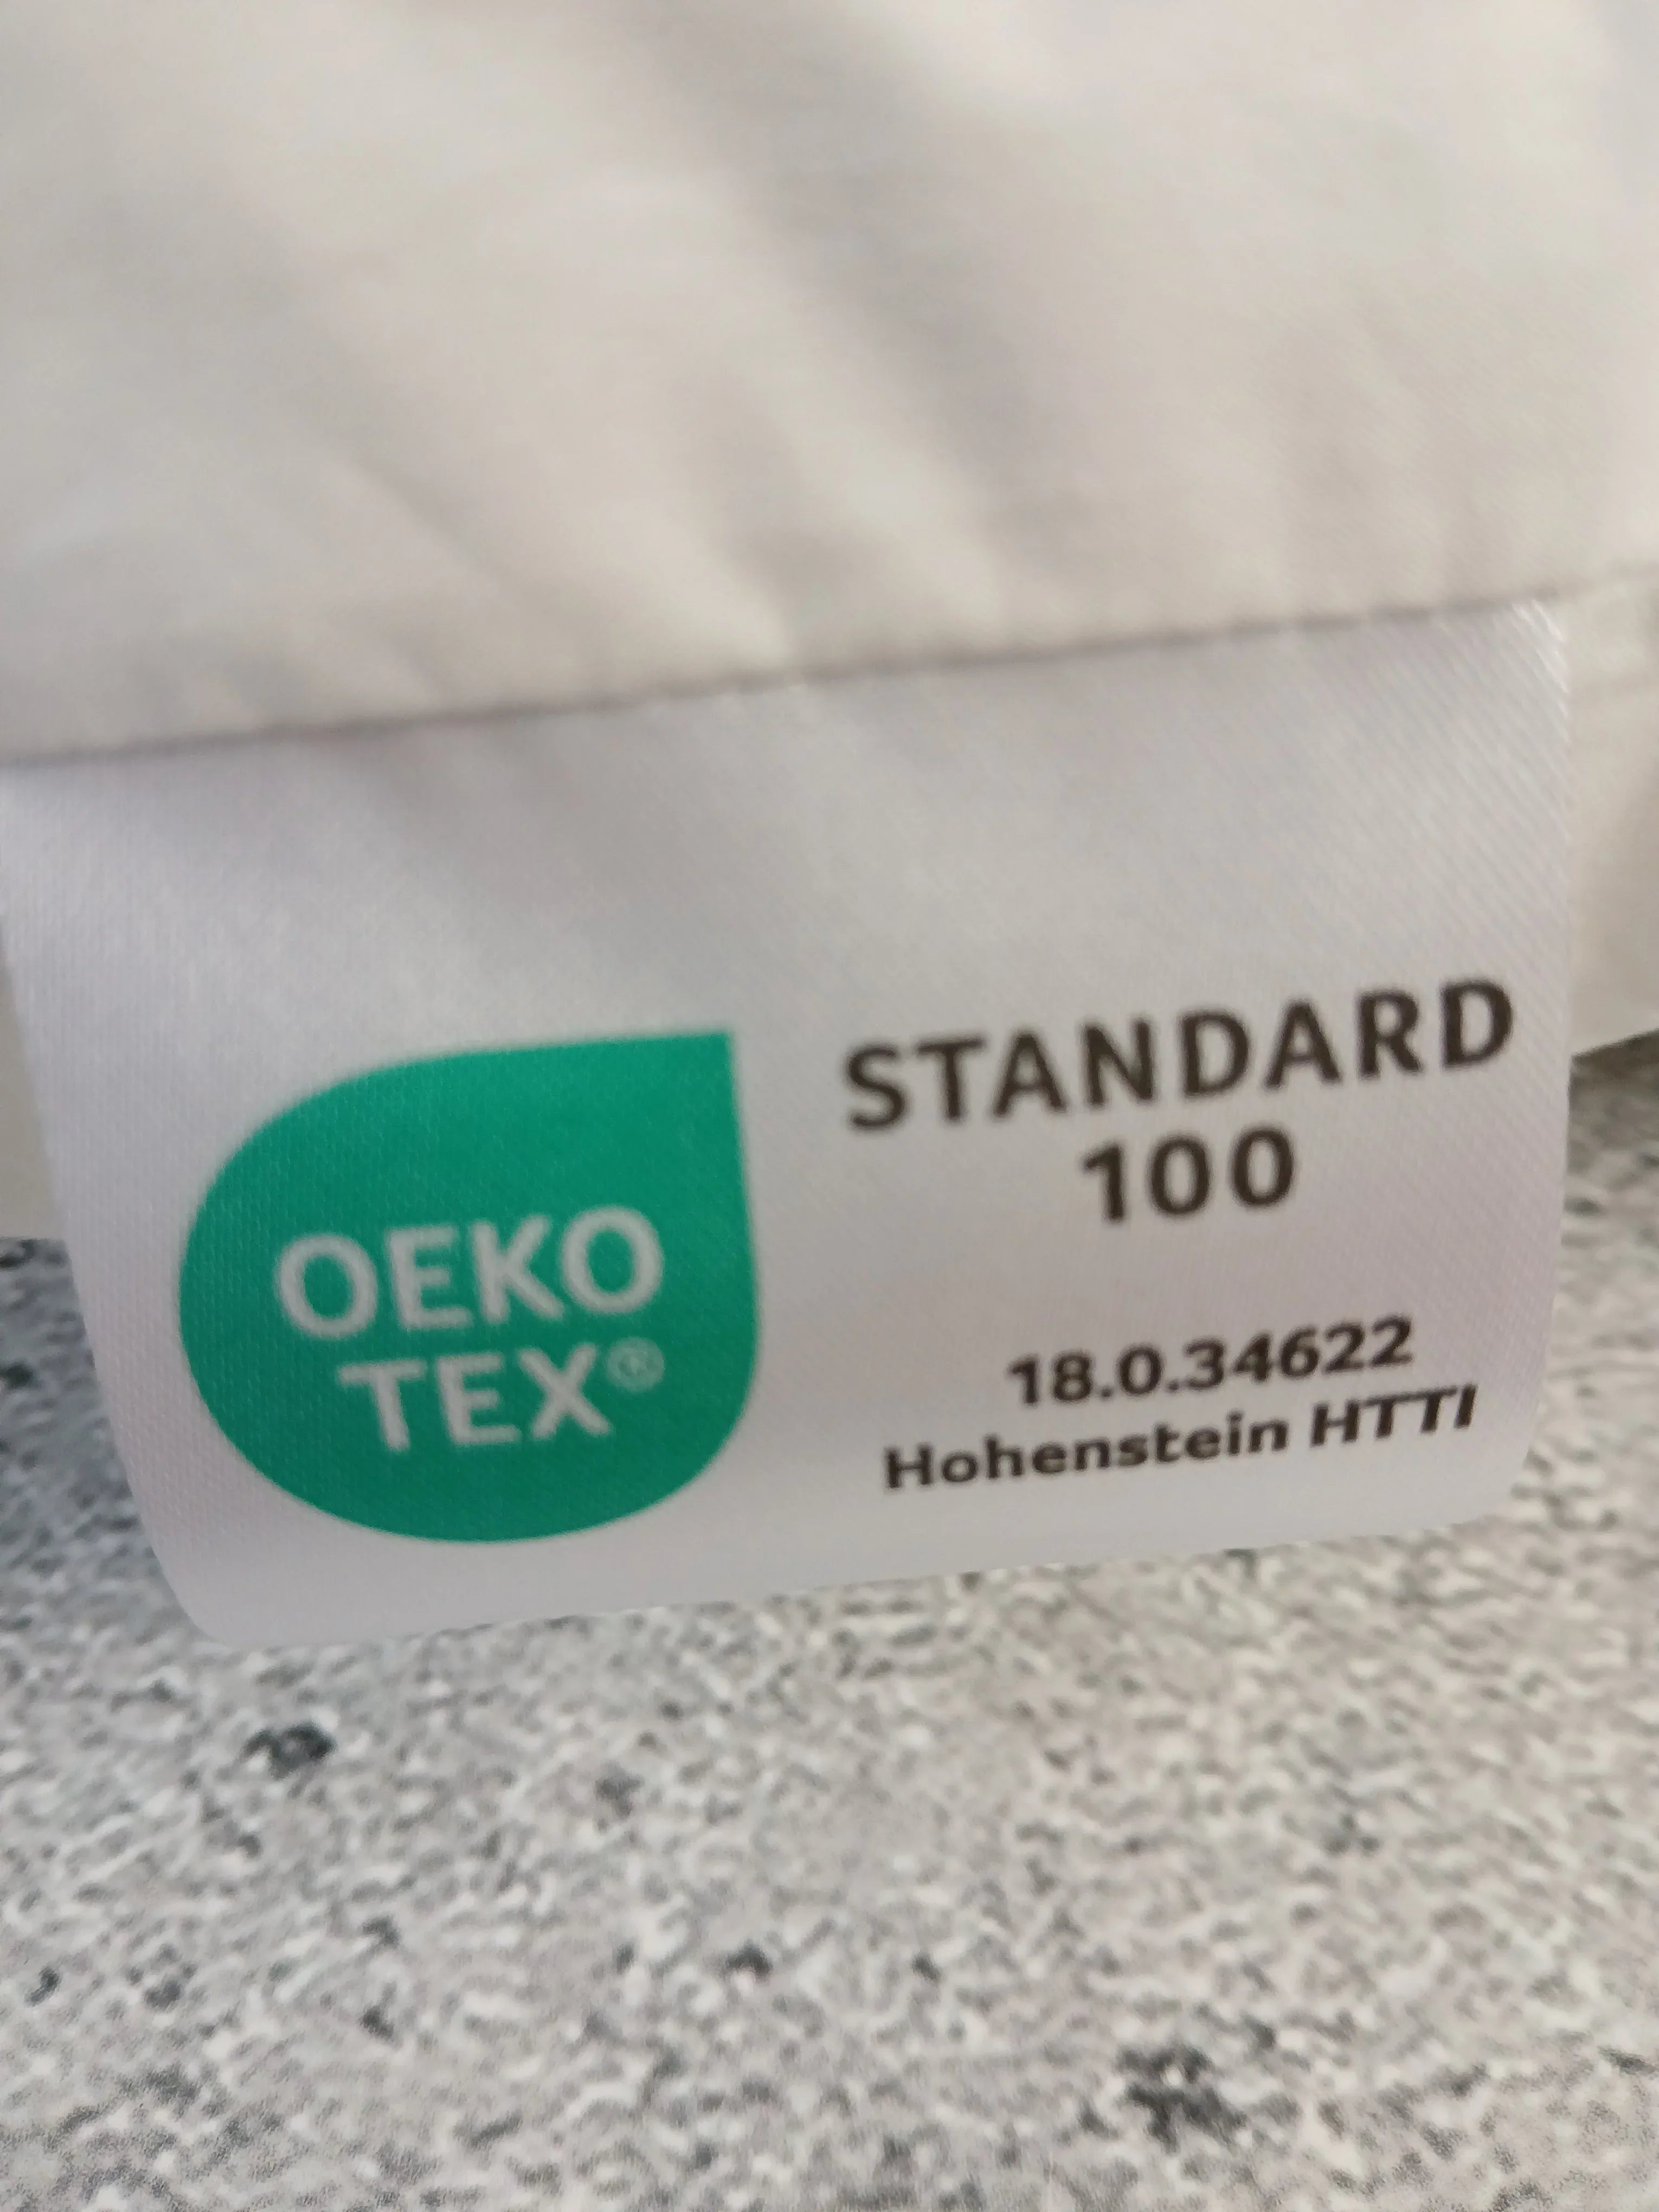 OEKO
TEX®
STANDARD
100
18.0.34622
Hohenstein HTTI